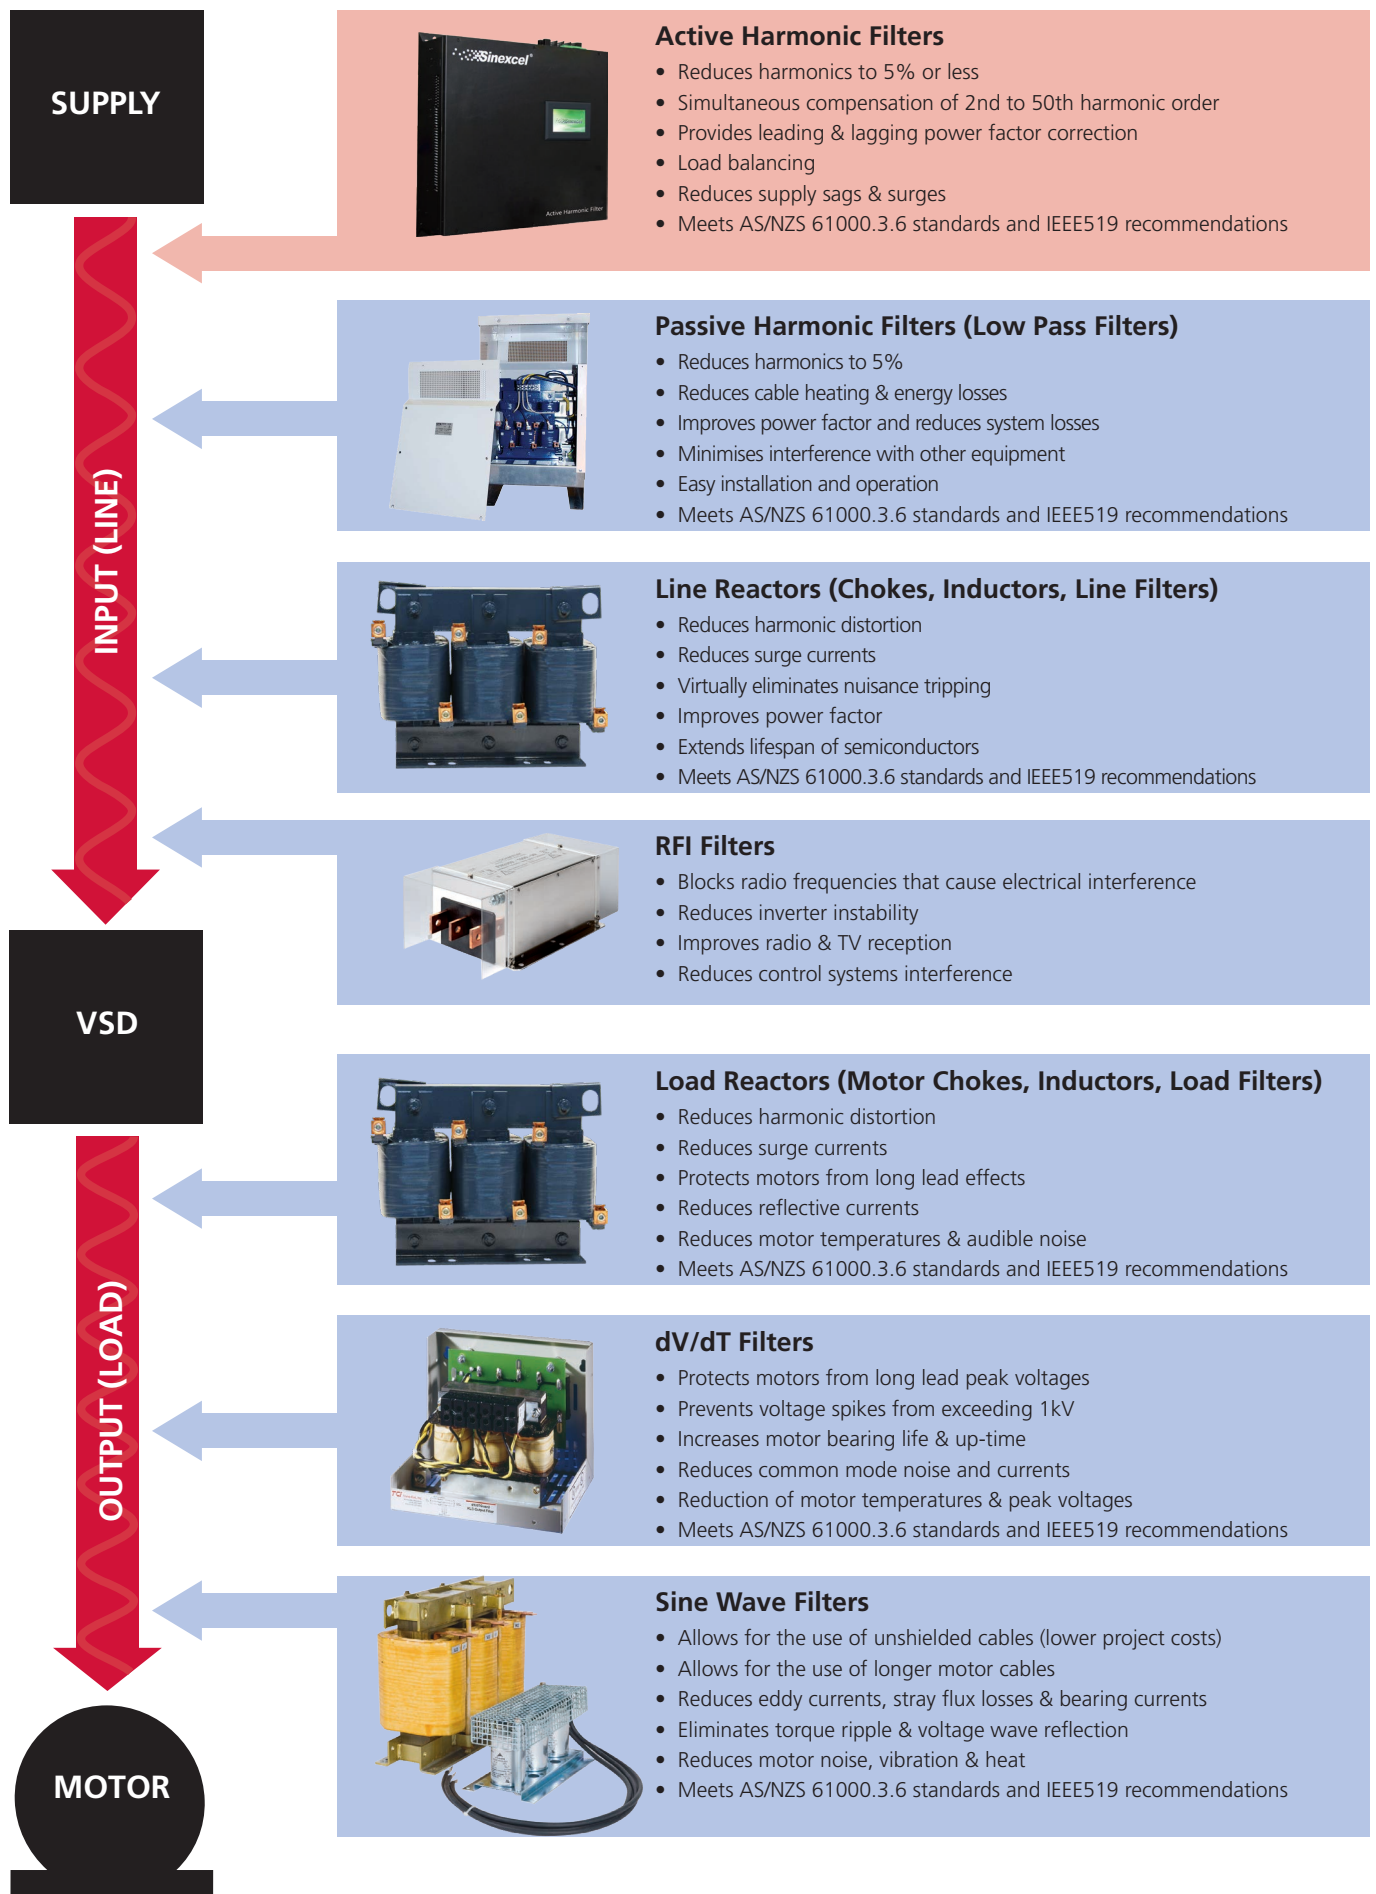 SUPPLY
Sinexcel
Active Harmonic Filter
Active Harmonic Filters
• Reduces harmonics to 5% or less
• Simultaneous compensation of 2nd to 50th harmonic order
• Provides leading & lagging power factor correction
• Load balancing
• Reduces supply sags & surges
• Meets AS/NZS 61000.3.6 standards and IEEE519 recommendations
INPUT (LINE)
Passive Harmonic Filters (Low Pass Filters)
• Reduces harmonics to 5%
• Reduces cable heating & energy losses
• Improves power factor and reduces system losses
• Minimises interference with other equipment
• Easy installation and operation
• Meets AS/NZS 61000.3.6 standards and IEEE519 recommendations
Line Reactors (Chokes, Inductors, Line Filters)
• Reduces harmonic distortion
• Reduces surge currents
• Virtually eliminates nuisance tripping
• Improves power factor
• Extends lifespan of semiconductors
• Meets AS/NZS 61000.3.6 standards and IEEE519 recommendations
RFI Filters
• Blocks radio frequencies that cause electrical interference
• Reduces inverter instability
• Improves radio & TV reception
• Reduces control systems interference
VSD
Load Reactors (Motor Chokes, Inductors, Load Filters)
• Reduces harmonic distortion
• Reduces surge currents
• Protects motors from long lead effects
• Reduces reflective currents
• Reduces motor temperatures & audible noise
• Meets AS/NZS 61000.3.6 standards and IEEE519 recommendations
OUTPUT (LOAD)
dV/dT Filters
• Protects motors from long lead peak voltages
• Prevents voltage spikes from exceeding 1kV
• Increases motor bearing life & up-time
• Reduces common mode noise and currents
• Reduction of motor temperatures & peak voltages
• Meets AS/NZS 61000.3.6 standards and IEEE519 recommendations
TCI
Sine Wave Filters
• Allows for the use of unshielded cables (lower project costs)
• Allows for the use of longer motor cables
• Reduces eddy currents, stray flux losses & bearing currents
• Eliminates torque ripple & voltage wave reflection
• Reduces motor noise, vibration & heat
• Meets AS/NZS 61000.3.6 standards and IEEE519 recommendations
MOTOR